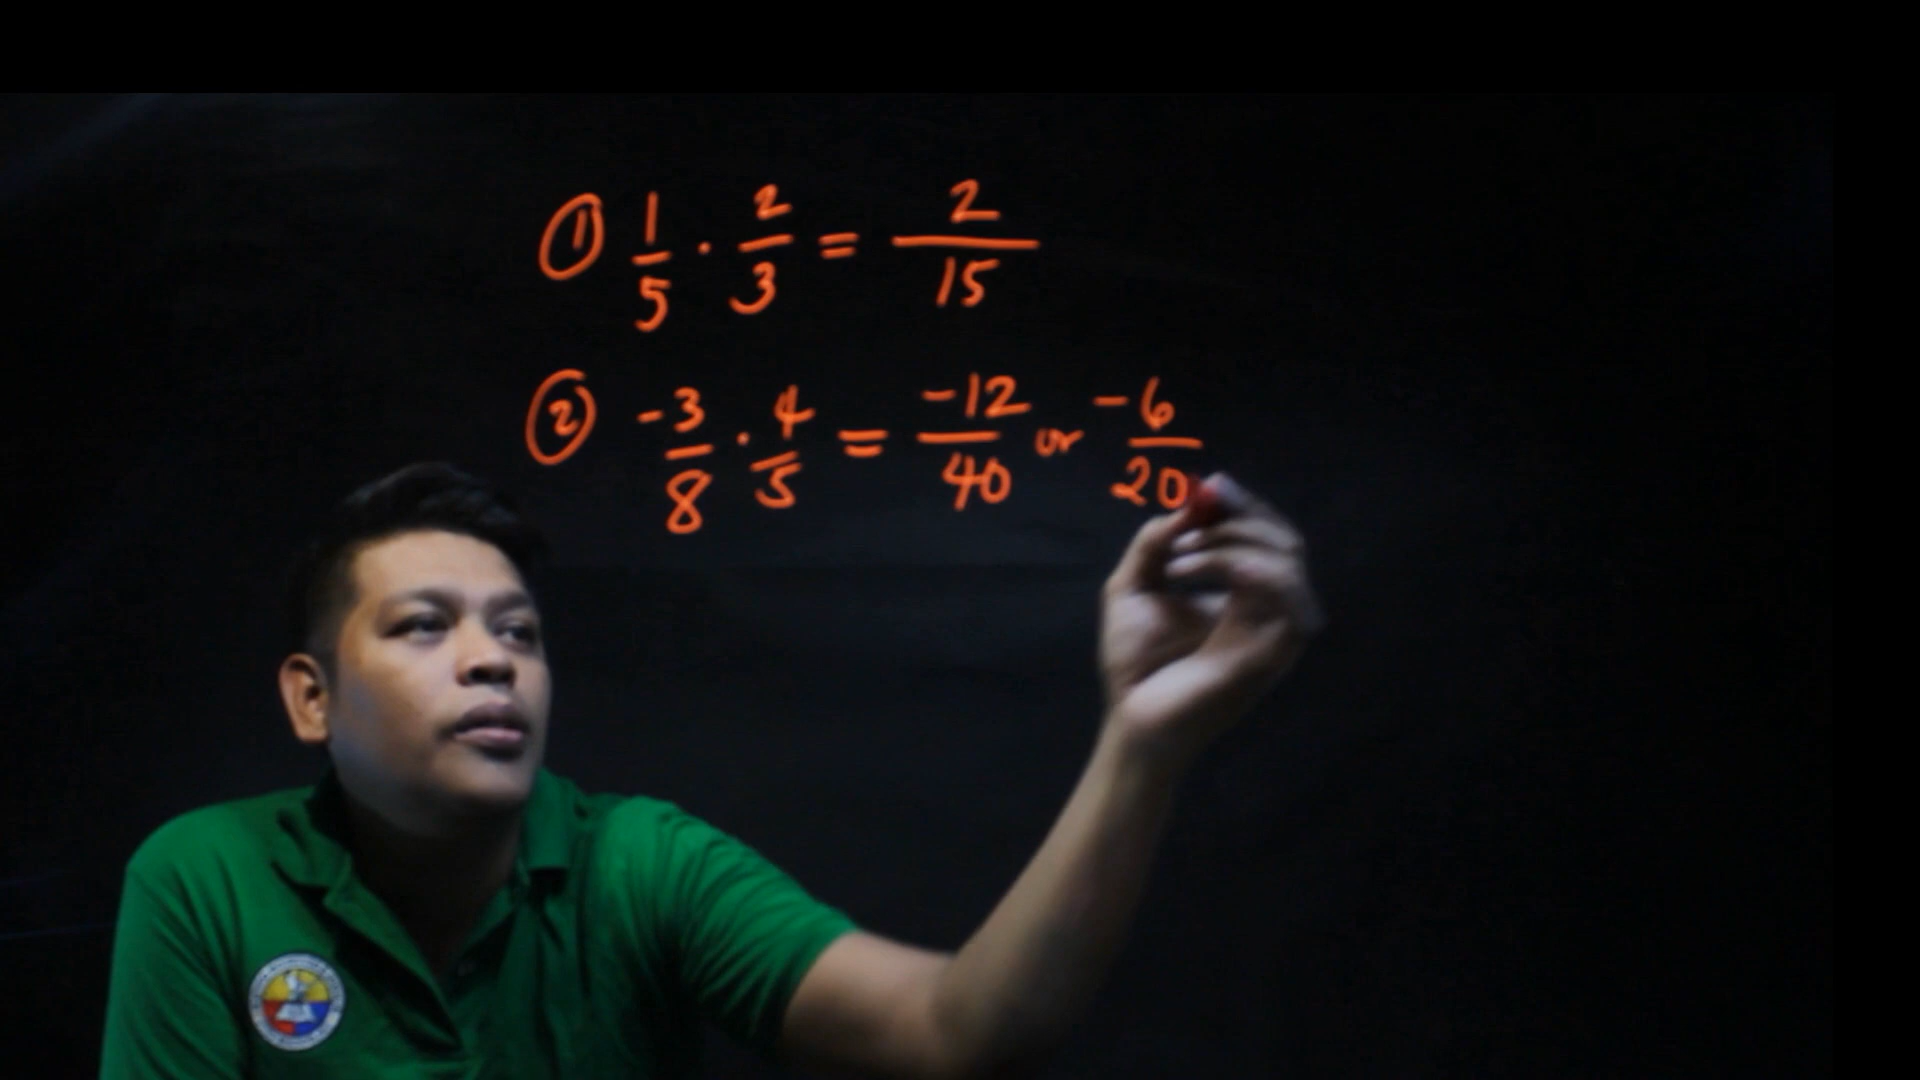 ① 1/5 · 2/3 = 2/15
② -3/8 · 4/5 = -12/40 or -6/20